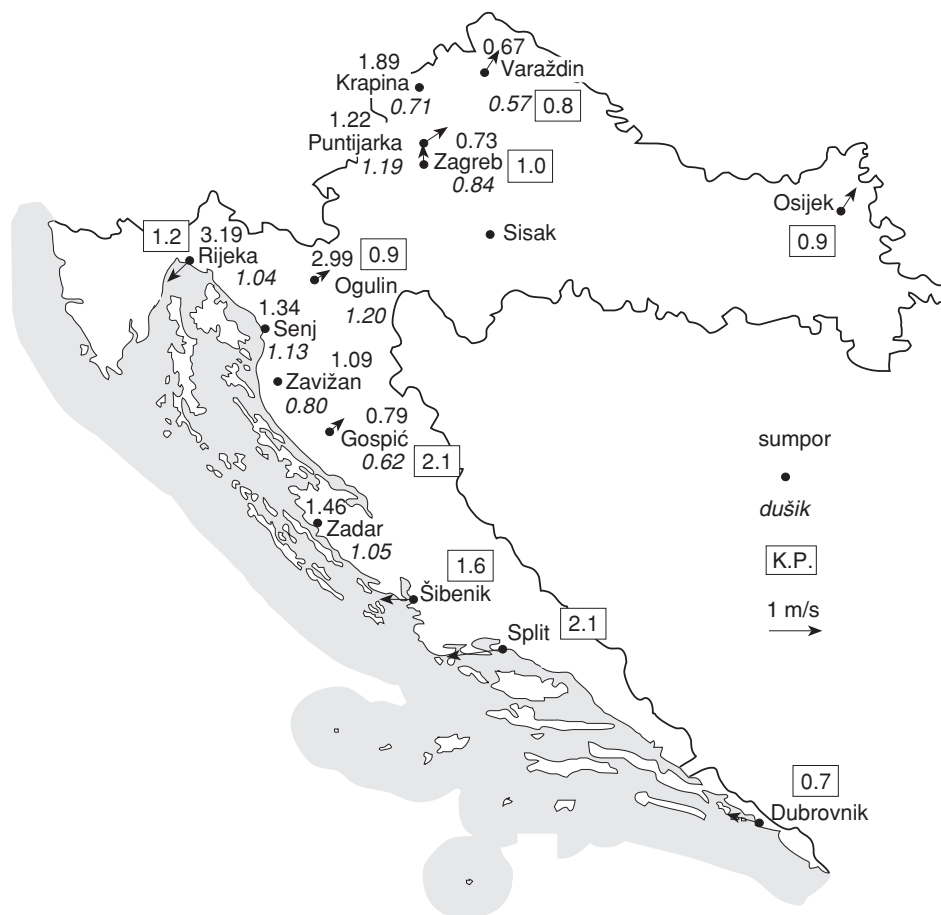 0.67
1.89
Varaždin
Krapina
0.71
0.57
0.8
1.22
Puntijarka
0.73
1.19
Zagreb
1.0
0.84
Osijek
Sisak
0.9
1.2
3.19
Rijeka
1.04
2.99
0.9
Ogulin
1.20
1.34
Senj
1.13
1.09
Zavižan
0.80
0.79
Gospić
0.62
2.1
sumpor
dušik
K.P.
1 m/s
1.46
Zadar
1.05
1.6
Šibenik
Split
2.1
0.7
Dubrovnik